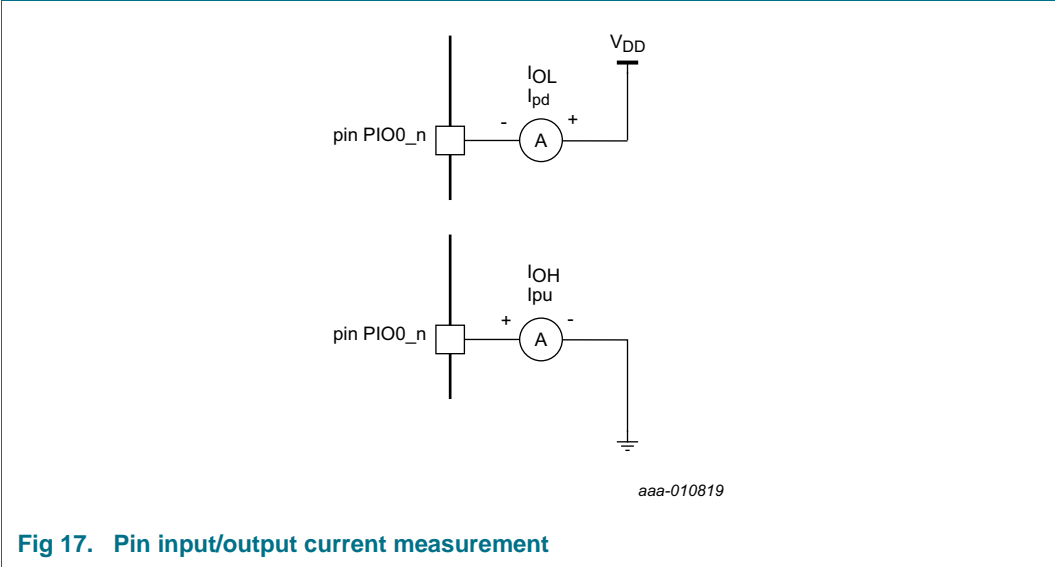 VDD
IOL
Ipd
- +
A
pin PIO0_n
IOH
Ipu
+ -
A
pin PIO0_n
aaa-010819
Fig 17. Pin input/output current measurement